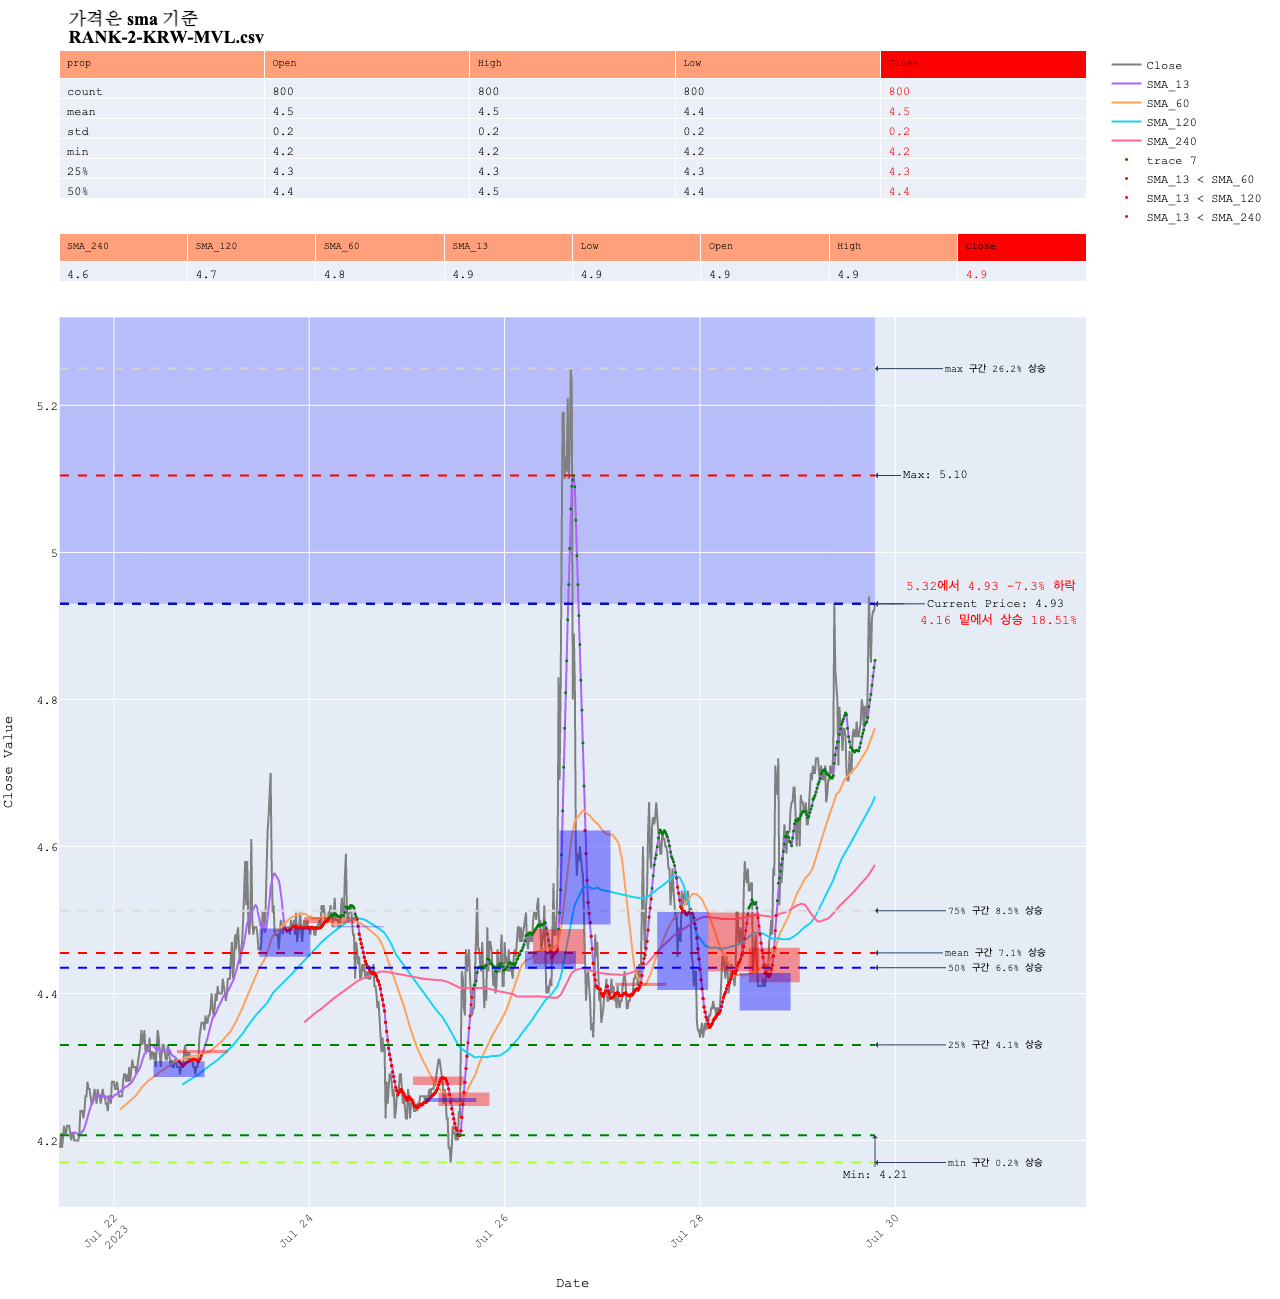 가격은 sma 기준
RANK-2-KRW-MVL.csv
prop Open High Low Close
count 800 800 800 800
mean 4.5 4.5 4.4 4.5
std 0.2 0.2 0.2 0.2
min 4.2 4.2 4.2 4.2
25% 4.3 4.3 4.3 4.3
50% 4.4 4.5 4.4 4.4
SMA_240 SMA_120 SMA_60 SMA_13 Low Open High Close
4.6 4.7 4.8 4.9 4.9 4.9 4.9 4.9
Close
SMA_13
SMA_60
SMA_120
SMA_240
trace 7
SMA_13 < SMA_60
SMA_13 < SMA_120
SMA_13 < SMA_240
max 구간 26.2% 상승
5.2
Max: 5.10
5
5.32에서 4.93 -7.3% 하락
Current Price: 4.93
4.16 밑에서 상승 18.51%
4.8
Close Value
4.6
75% 구간 8.5% 상승
mean 구간 7.1% 상승
50% 구간 6.6% 상승
4.4
25% 구간 4.1% 상승
4.2
min 구간 0.2% 상승
Min: 4.21
Jul 22
2023
Jul 24
Jul 26
Jul 28
Jul 30
Date